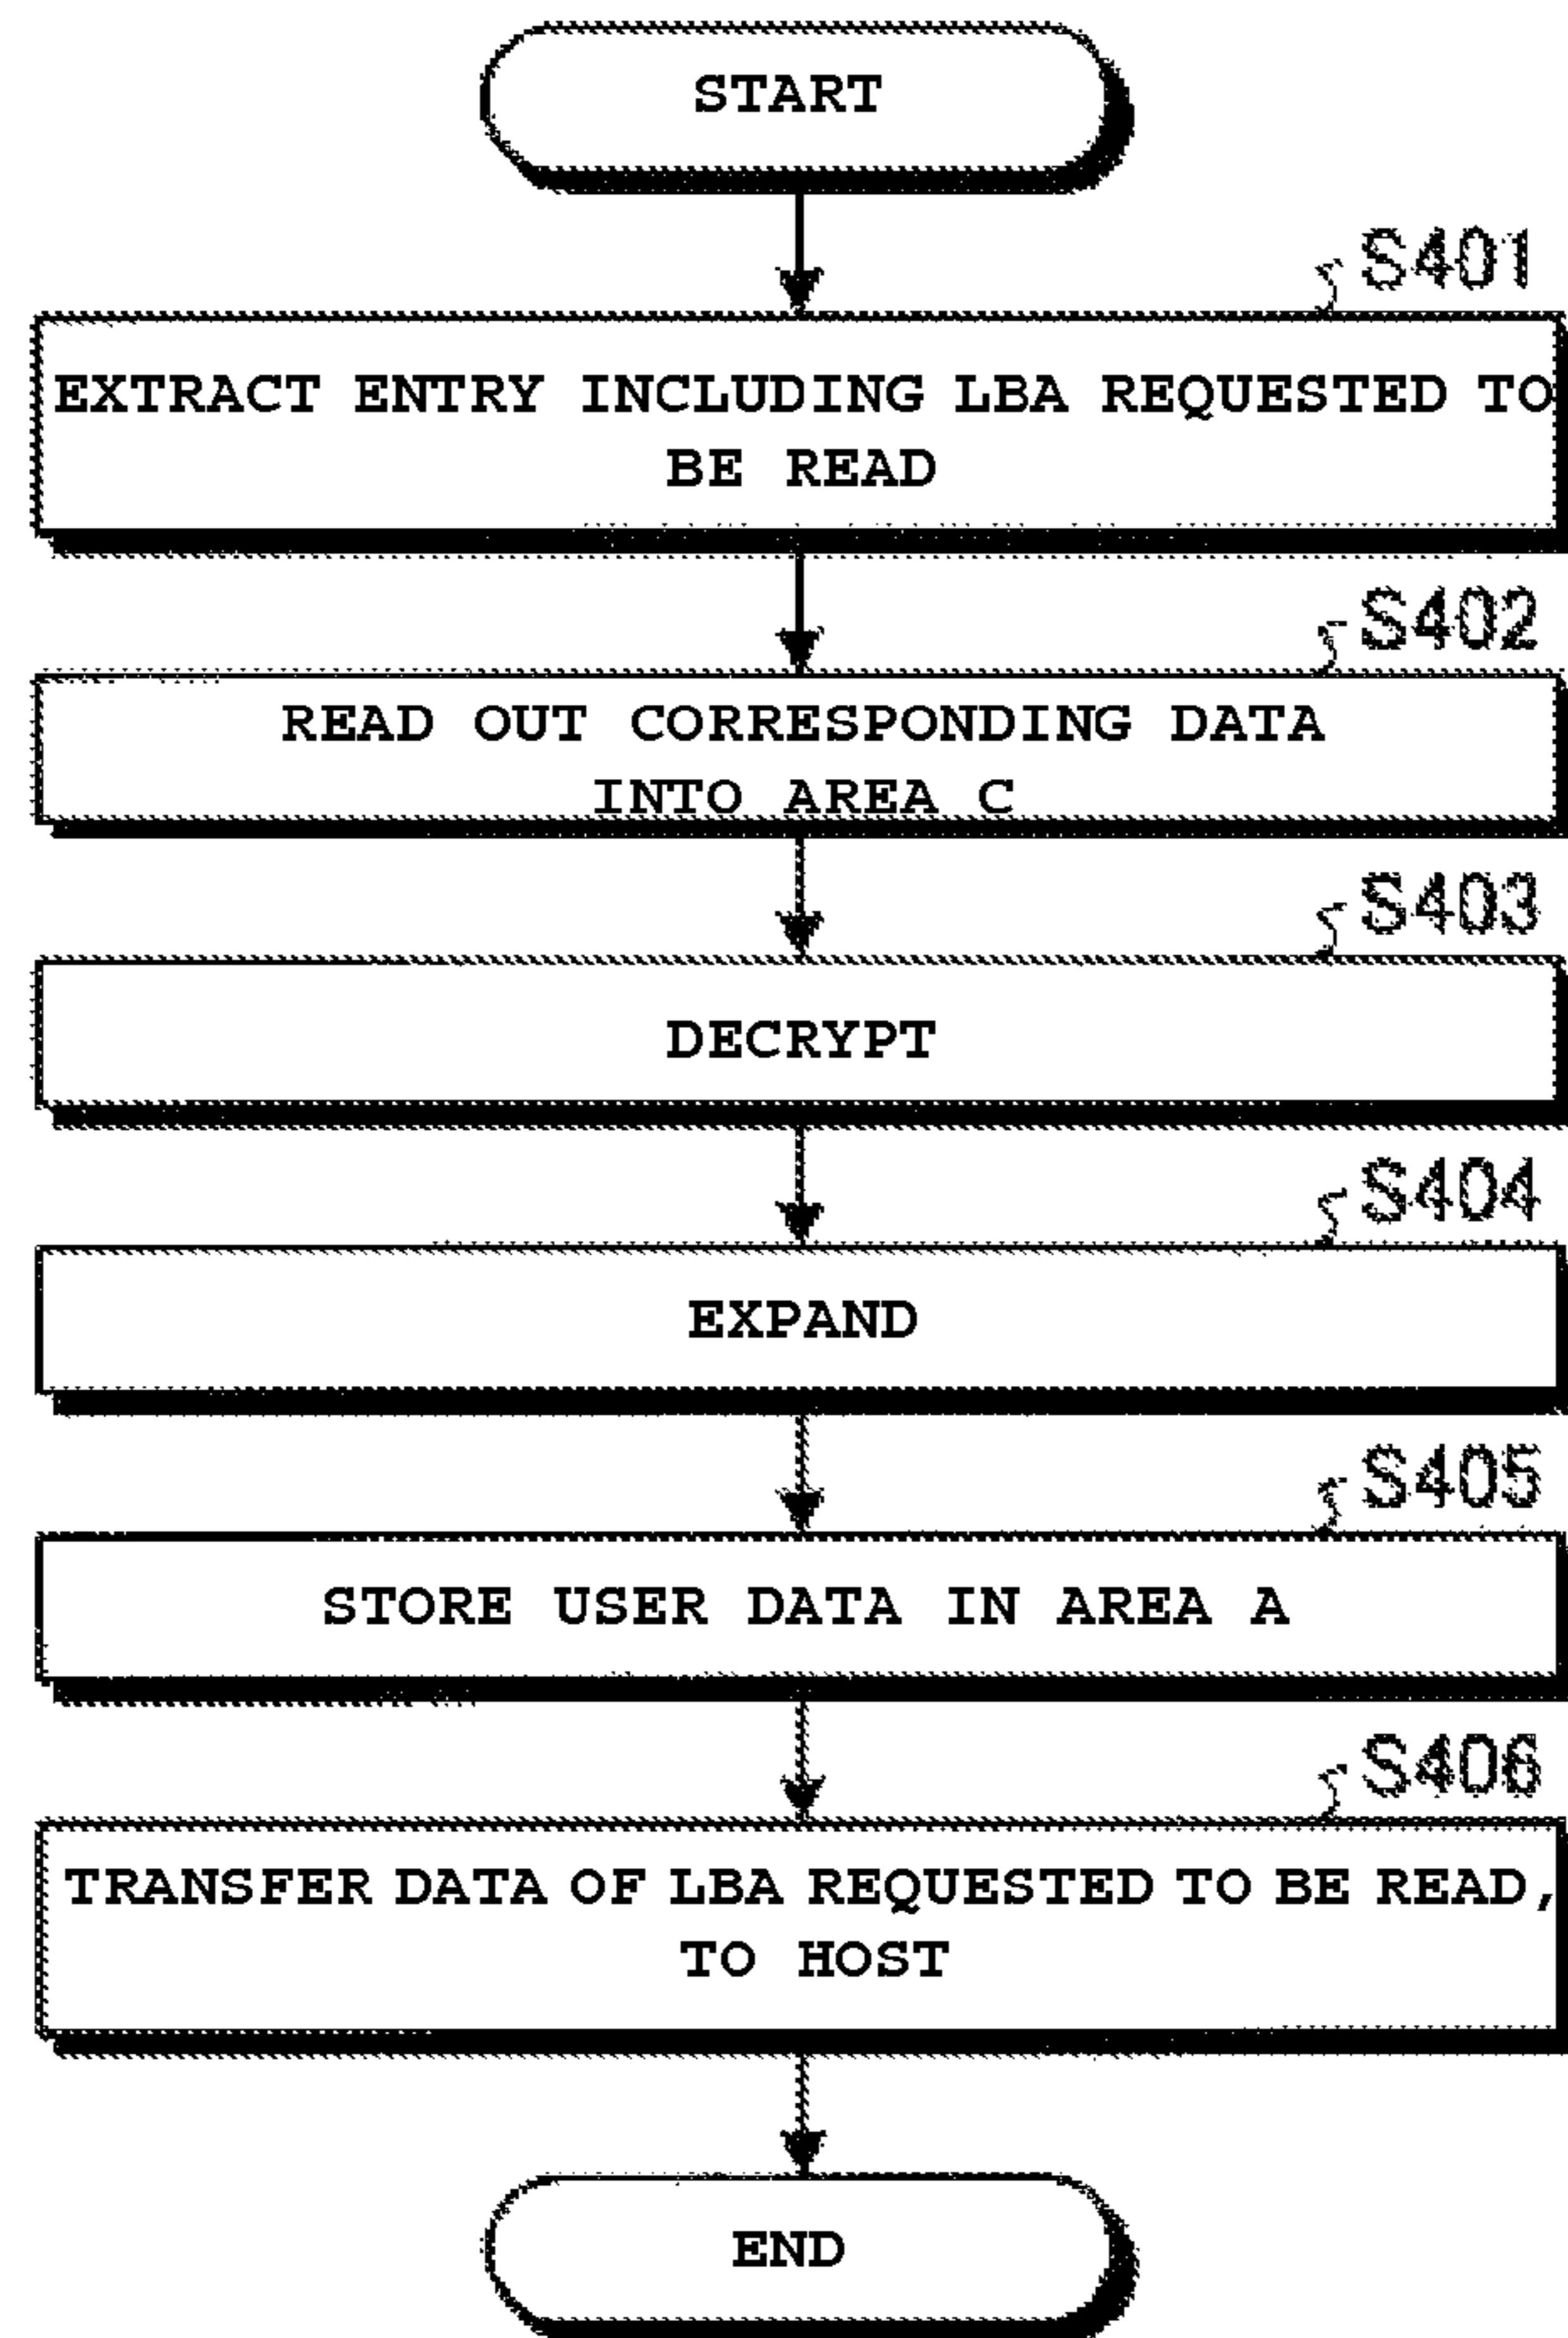 START
S401
EXTRACT ENTRY INCLUDING LBA REQUESTED TO
BE READ
S402
READ OUT CORRESPONDING DATA
INTO AREA C
S403
DECRYPT
S404
EXPAND
S405
STORE USER DATA IN AREA A
S406
TRANSFER DATA OF LBA REQUESTED TO BE READ,
TO HOST
END